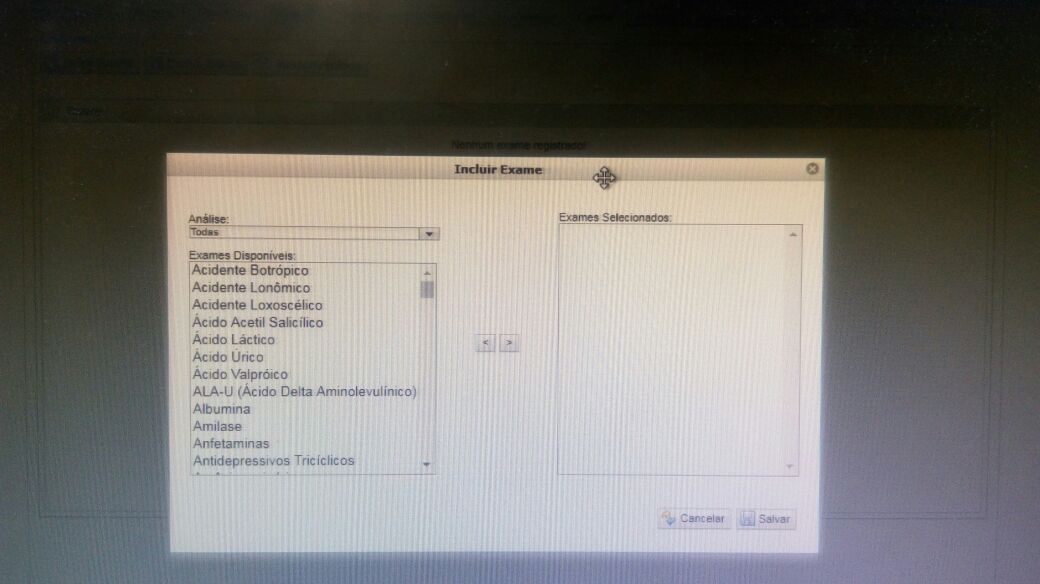 Nenhum exame registrado!
Incluir Exame
Análise:
Todas
Exames Disponíveis:
Acidente Botrópico
Acidente Lonômico
Acidente Loxoscélico
Ácido Acetil Salicílico
Ácido Láctico
Ácido Úrico
Ácido Valpróico
ALA-U (Ácido Delta Aminolevulínico)
Albumina
Amilase
Anfetaminas
Antidepressivos Tricíclicos
Exames Selecionados:
<
>
Cancelar
Salvar